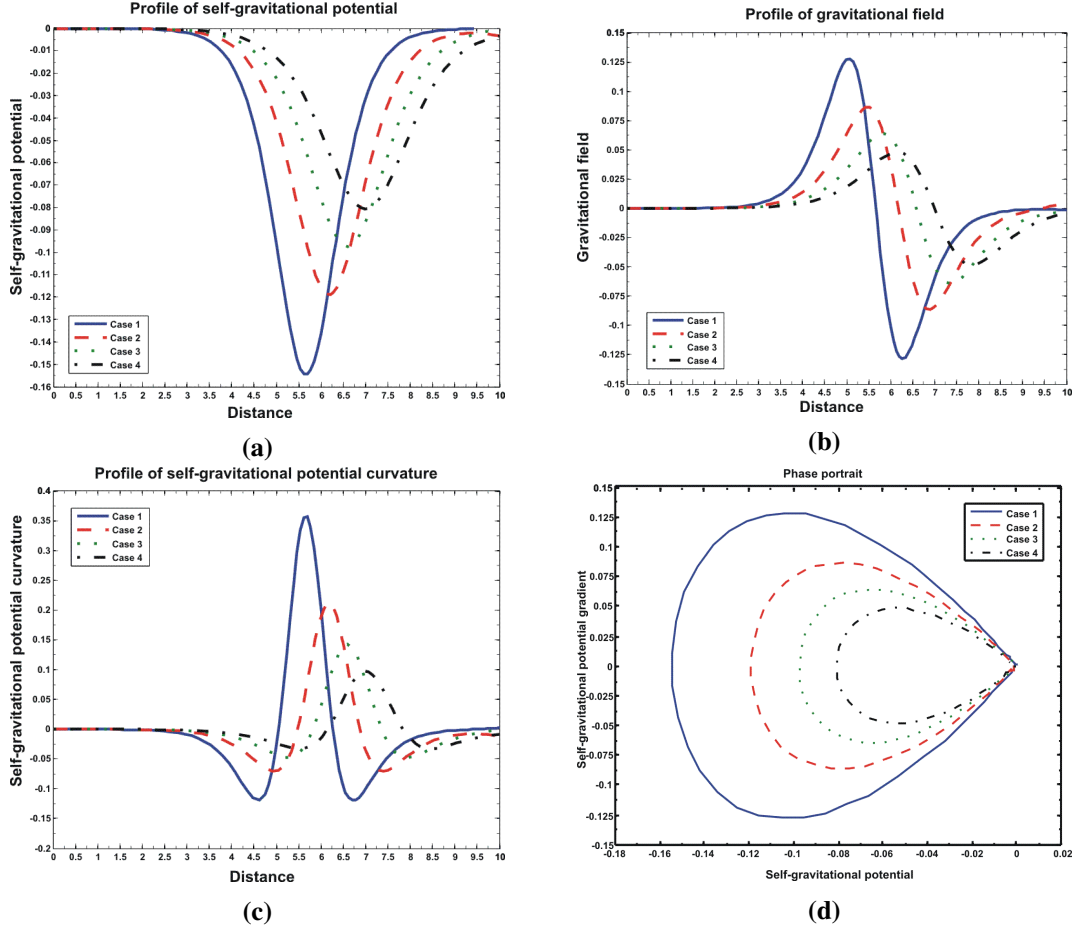 Profile of self-gravitational potential
0
-0.01
-0.02
-0.03
-0.04
-0.05
-0.06
-0.07
-0.08
-0.09
-0.1
-0.11
-0.12
-0.13
-0.14
-0.15
-0.16
Self-gravitational potential
Case 1
Case 2
Case 3
Case 4
0 0.5 1 1.5 2 2.5 3 3.5 4 4.5 5 5.5 6 6.5 7 7.5 8 8.5 9 9.5 10
Distance
(a)
Profile of gravitational field
0.15
0.125
0.1
0.075
0.05
0.025
0
-0.025
-0.05
-0.075
-0.1
-0.125
-0.15
Gravitational field
Case 1
Case 2
Case 3
Case 4
0 0.5 1 1.5 2 2.5 3 3.5 4 4.5 5 5.5 6 6.5 7 7.5 8 8.5 9 9.5 10
Distance
(b)
Profile of self-gravitational potential curvature
0.4
0.35
0.3
0.25
0.2
0.15
0.1
0.05
0
-0.05
-0.1
-0.15
-0.2
Self-gravitational potential curvature
Case 1
Case 2
Case 3
Case 4
0 0.5 1 1.5 2 2.5 3 3.5 4 4.5 5 5.5 6 6.5 7 7.5 8 8.5 9 9.5 10
Distance
(c)
Phase portrait
0.15
0.125
0.1
0.075
0.05
0.025
0
-0.025
-0.05
-0.075
-0.1
-0.125
-0.15
Self-gravitational potential gradient
Case 1
Case 2
Case 3
Case 4
-0.18 -0.16 -0.14 -0.12 -0.1 -0.08 -0.06 -0.04 -0.02 0 0.02
Self-gravitational potential
(d)